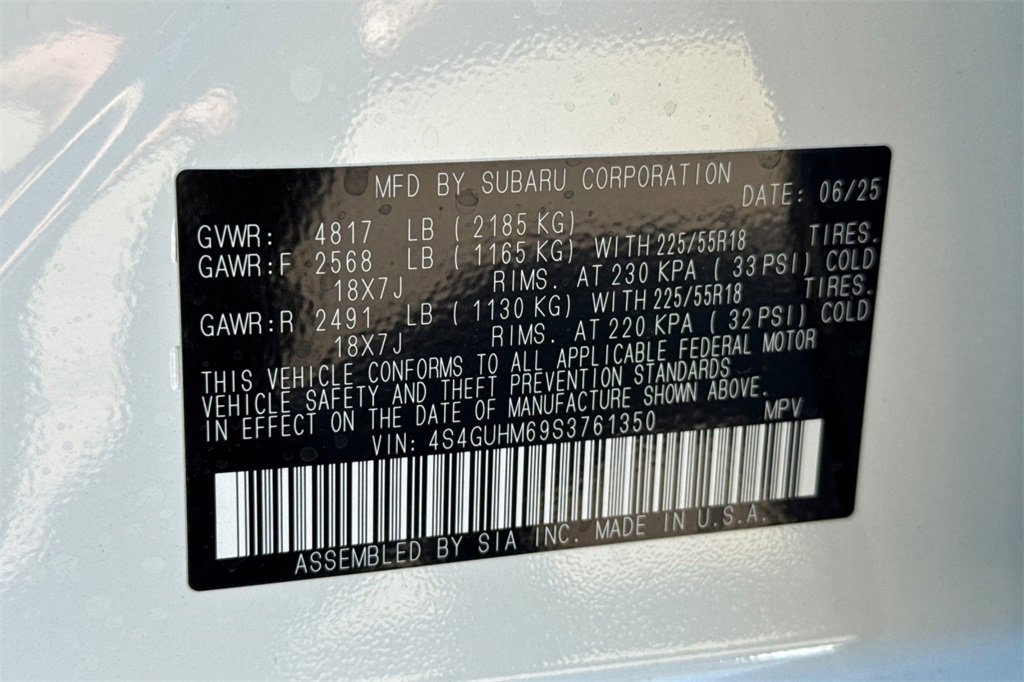 MFD BY SUBARU CORPORATION DATE: 06/25
GVWR: 4817 LB ( 2185 KG)
GAWR:F 2568 LB ( 1165 KG) WITH 225/55R18 TIRES.
18X7J RIMS. AT 230 KPA ( 33 PSI) COLD
GAWR:R 2491 LB ( 1130 KG) WITH 225/55R18 TIRES.
18X7J RIMS. AT 220 KPA ( 32 PSI) COLD
THIS VEHICLE CONFORMS TO ALL APPLICABLE FEDERAL MOTOR
VEHICLE SAFETY AND THEFT PREVENTION STANDARDS
IN EFFECT ON THE DATE OF MANUFACTURE SHOWN ABOVE.
VIN: 4S4GUHM69S3761350 MPV
ASSEMBLED BY SIA INC. MADE IN U.S.A.